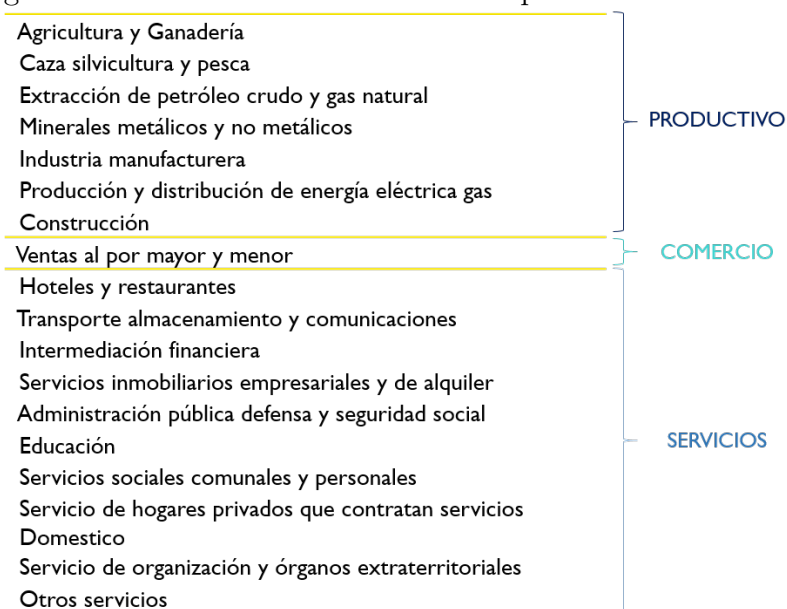 Agricultura y Ganadería
Caza silvicultura y pesca
Extracción de petróleo crudo y gas natural
Minerales metálicos y no metálicos
PRODUCTIVO
Industria manufacturera
Producción y distribución de energía eléctrica gas
Construcción
Ventas al por mayor y menor
COMERCIO
Hoteles y restaurantes
Transporte almacenamiento y comunicaciones
Intermediación financiera
Servicios inmobiliarios empresariales y de alquiler
Administración pública defensa y seguridad social
Educación
SERVICIOS
Servicios sociales comunales y personales
Servicio de hogares privados que contratan servicios
Domestico
Servicio de organización y órganos extraterritoriales
Otros servicios